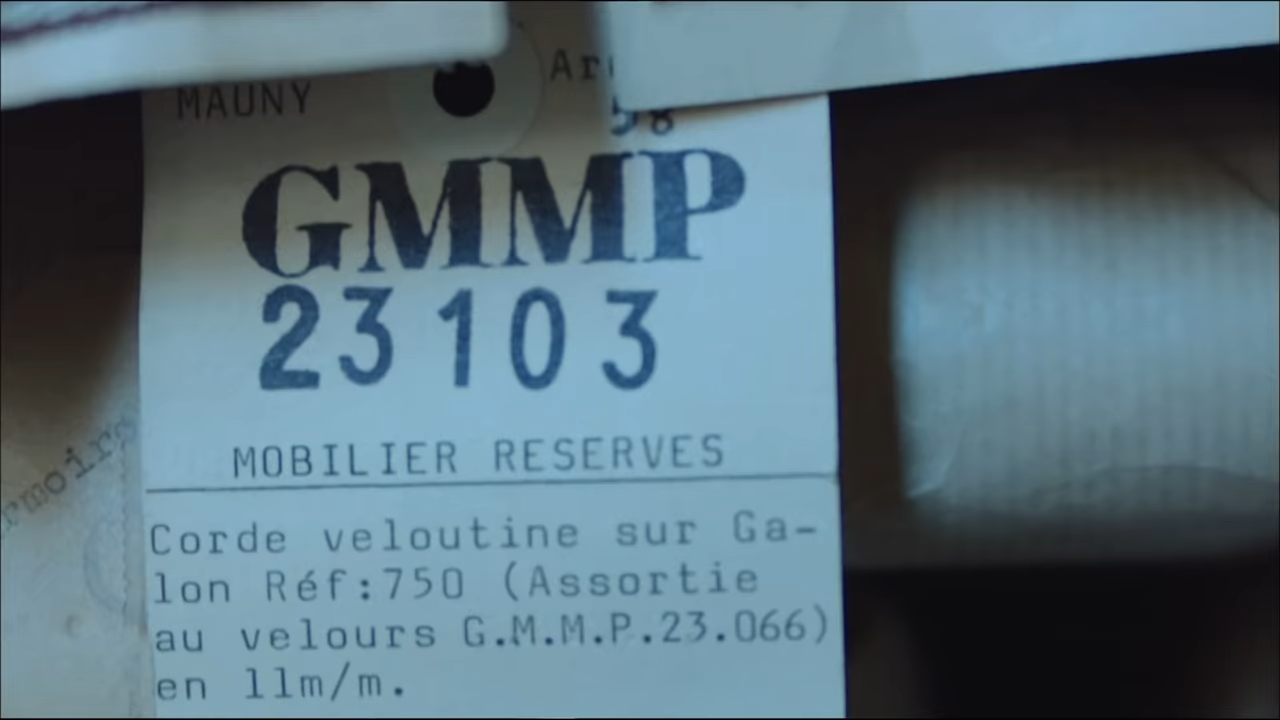 MAUNY
58
GMMP
23103
MOBILIER RESERVES
Corde veloutine sur Ga-
lon Réf:750 (Assortie
au velours G.M.M.P.23.066)
en 11m/m.